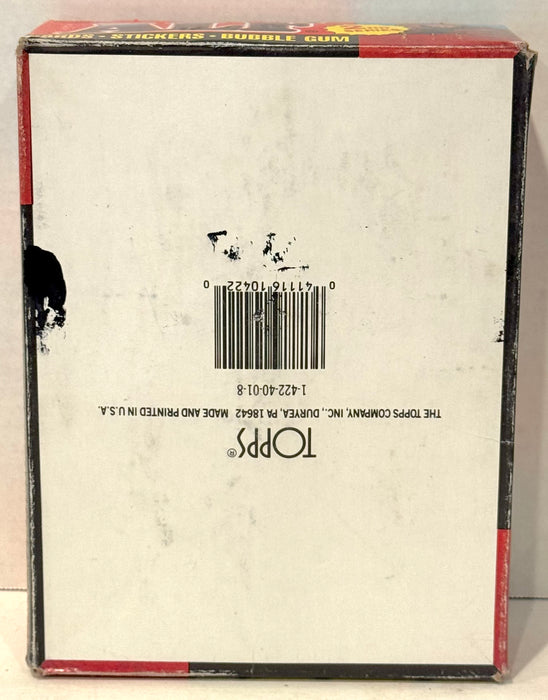 STICKERS • BUBBLE GUM
SERIES
TOPPS®
THE TOPPS COMPANY, INC., DURYEA, PA 18642 MADE AND PRINTED IN U.S.A.
1-422-40-01-8
0 41116 10422 0